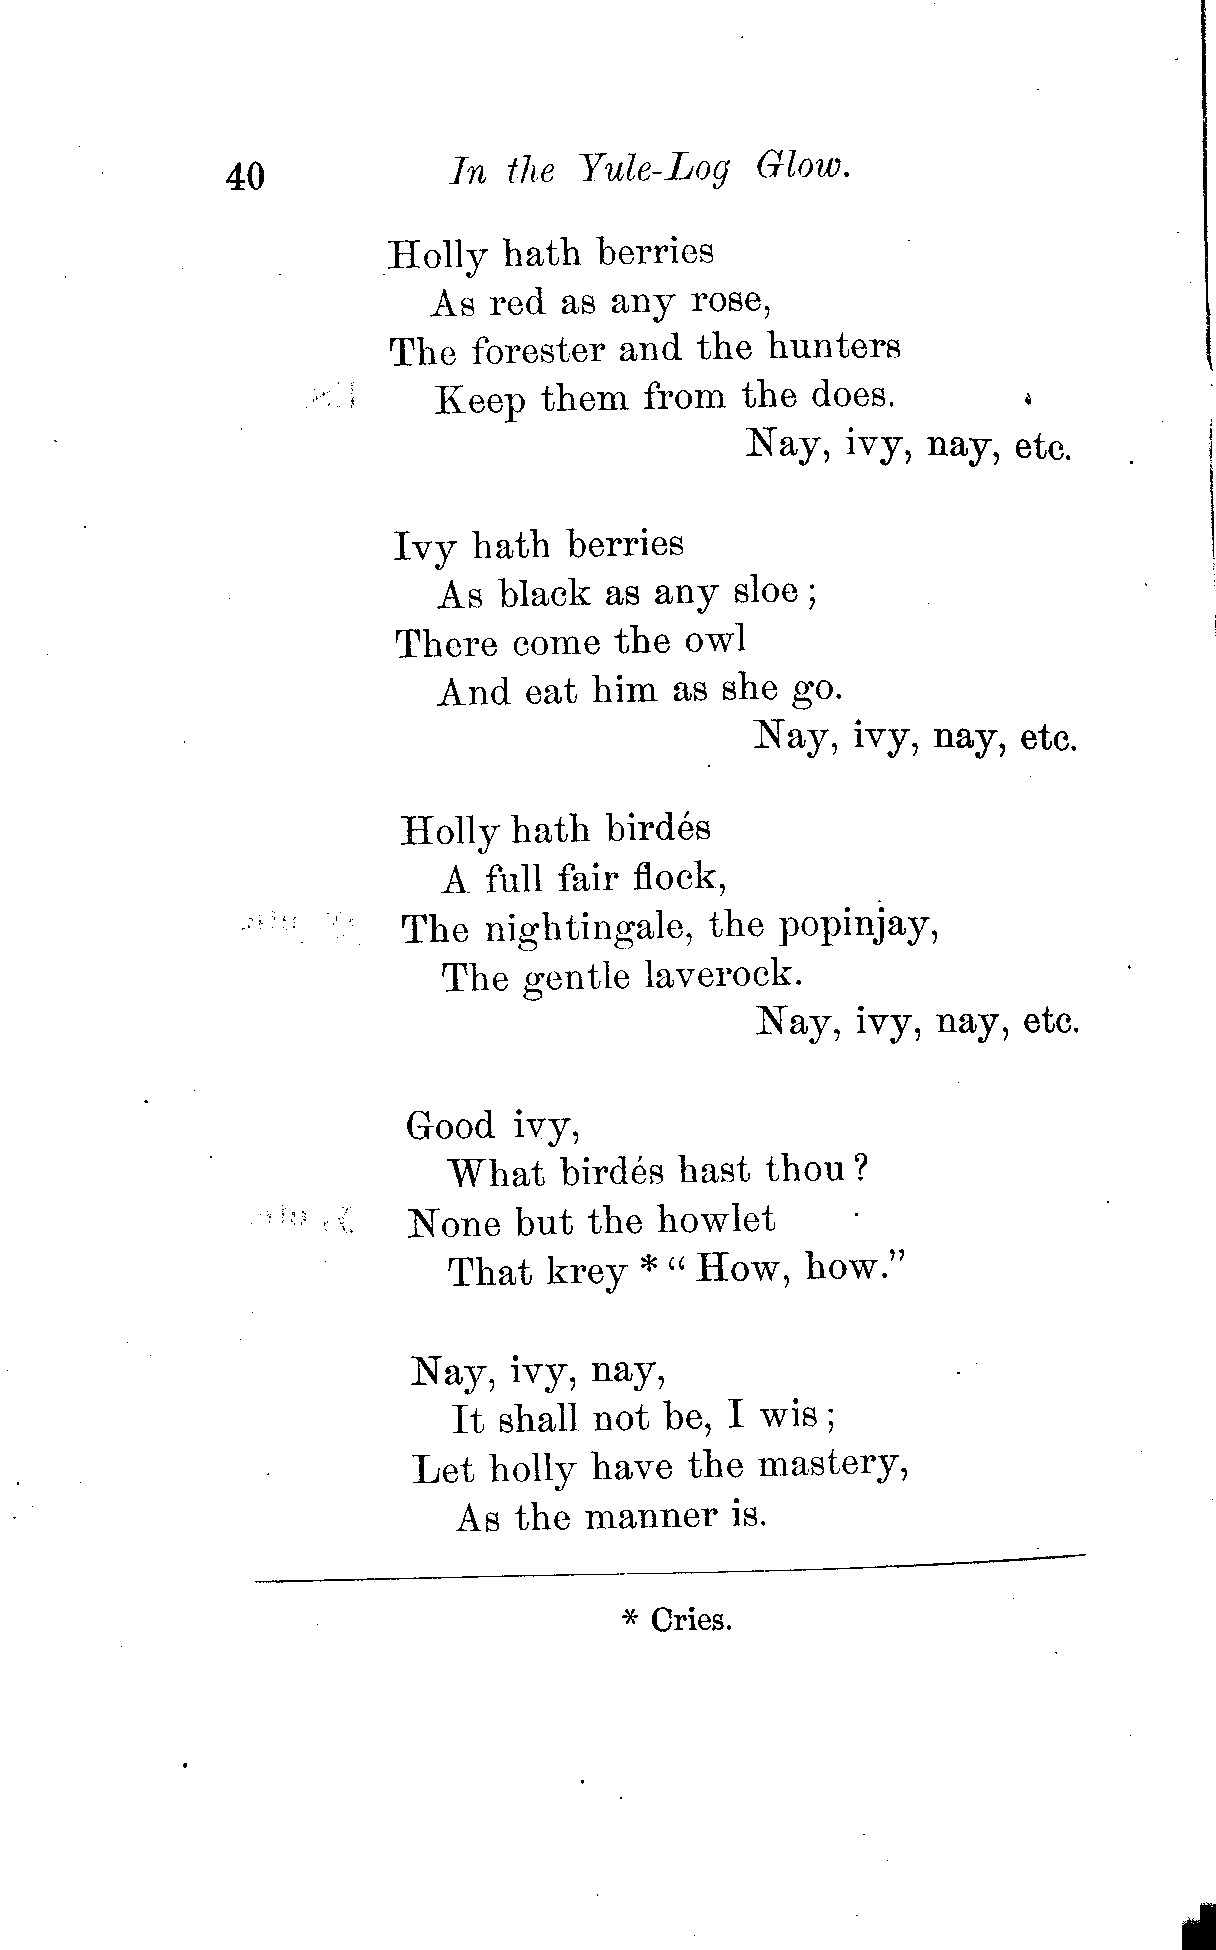 40 In the Yule-Log Glow.
Holly hath berries
As red as any rose,
The forester and the hunters
Keep them from the does.
Nay, ivy, nay, etc.
Ivy hath berries
As black as any sloe;
There come the owl
And eat him as she go.
Nay, ivy, nay, etc.
Holly hath birdés
A full fair flock,
The nightingale, the popinjay,
The gentle laverock.
Nay, ivy, nay, etc.
Good ivy,
What birdés hast thou?
None but the howlet
That krey * “How, how.”
Nay, ivy, nay,
It shall not be, I wis;
Let holly have the mastery,
As the manner is.
* Cries.